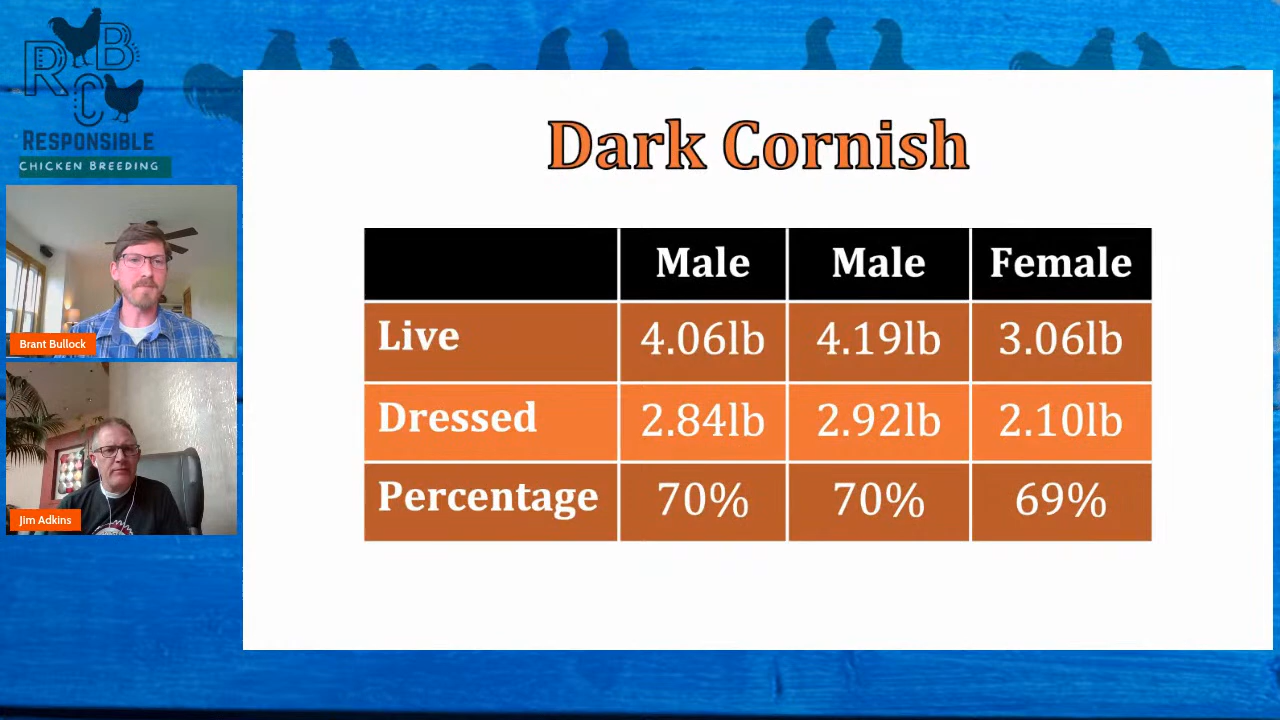 RBC
RESPONSIBLE
CHICKEN BREEDING
Brant Bullock
Jim Adkins
Dark Cornish
Male Male Female
Live 4.06lb 4.19lb 3.06lb
Dressed 2.84lb 2.92lb 2.10lb
Percentage 70% 70% 69%